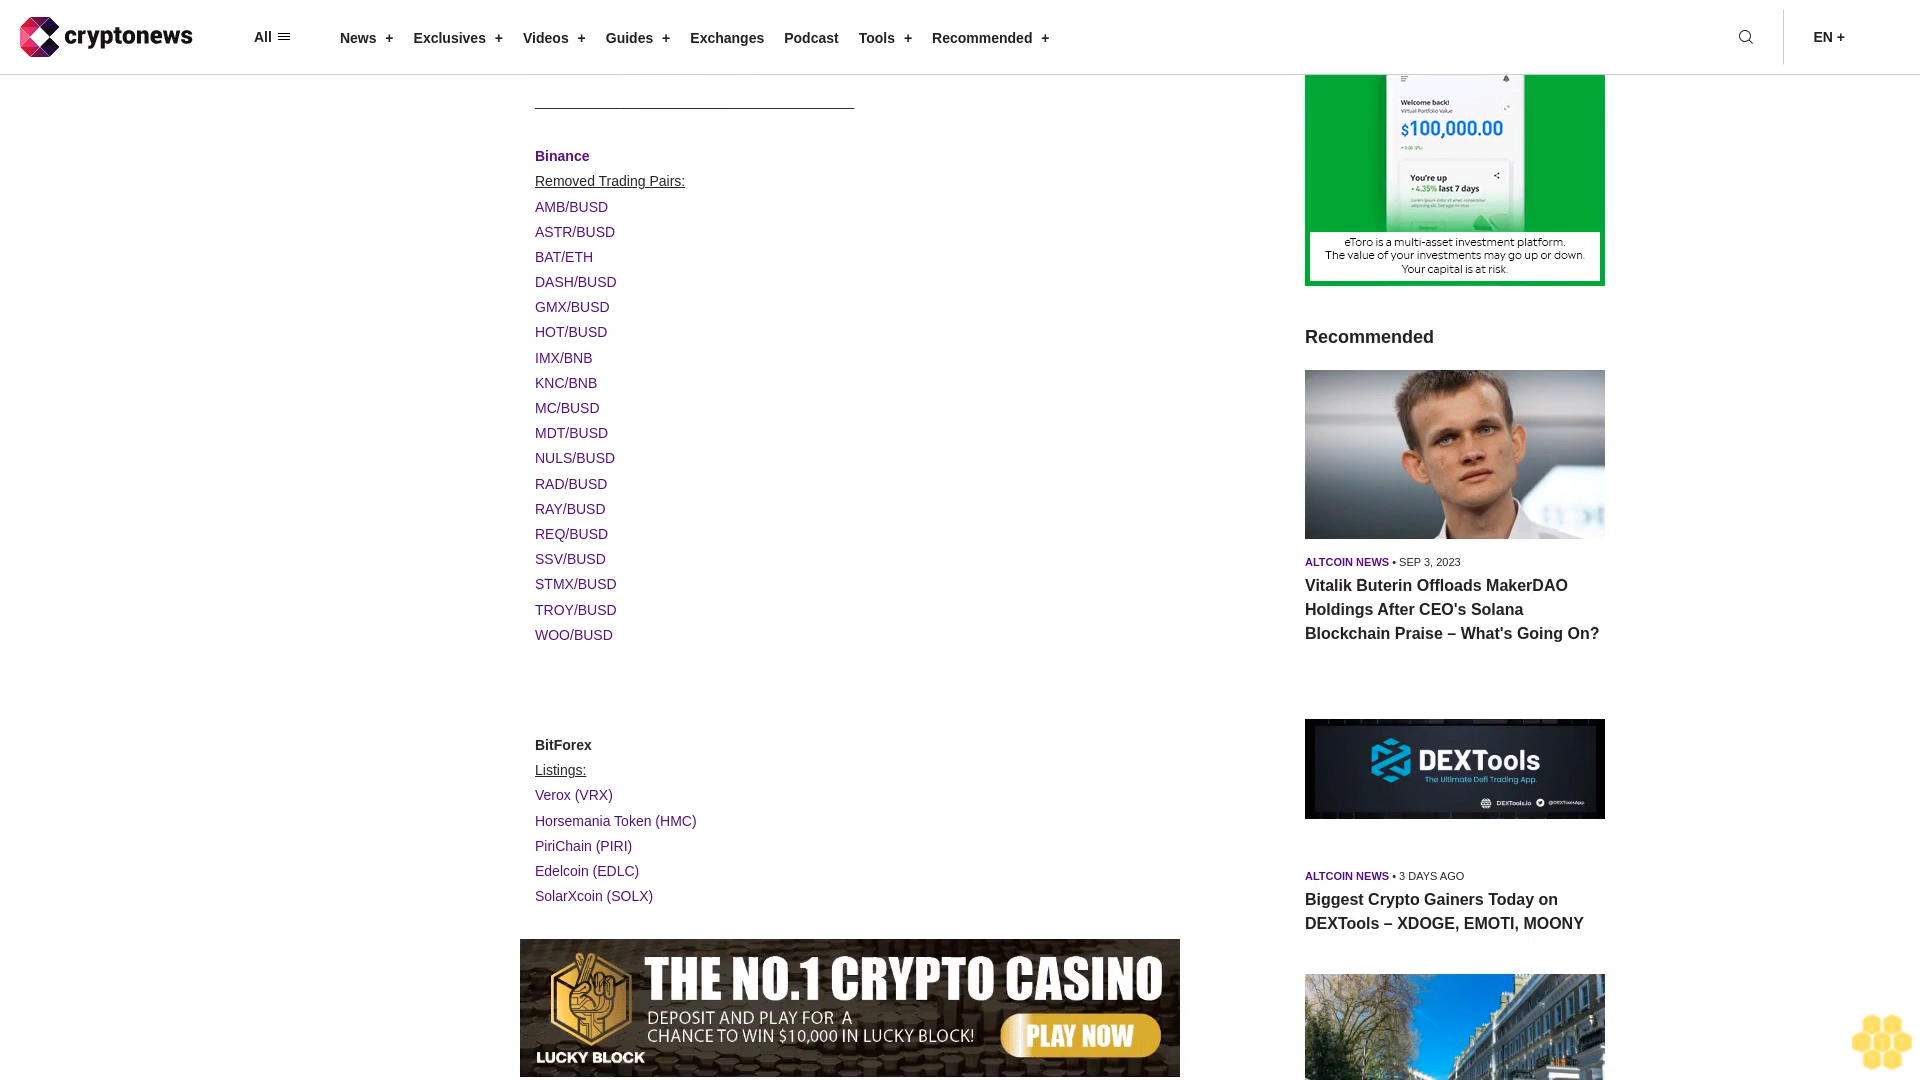 cryptonews
All
News +
Exclusives +
Videos +
Guides +
Exchanges
Podcast
Tools +
Recommended +
EN +
Binance
Removed Trading Pairs:
AMB/BUSD
ASTR/BUSD
BAT/ETH
DASH/BUSD
GMX/BUSD
HOT/BUSD
IMX/BNB
KNC/BNB
MC/BUSD
MDT/BUSD
NULS/BUSD
RAD/BUSD
RAY/BUSD
REQ/BUSD
SSV/BUSD
STMX/BUSD
TROY/BUSD
WOO/BUSD
BitForex
Listings:
Verox (VRX)
Horsemania Token (HMC)
PiriChain (PIRI)
Edelcoin (EDLC)
SolarXcoin (SOLX)
THE NO.1 CRYPTO CASINO
DEPOSIT AND PLAY FOR A
CHANCE TO WIN $10,000 IN LUCKY BLOCK!
PLAY NOW
LUCKY BLOCK
Welcome back!
Virtual Portfolio Value
$100,000.00
You're up
4.35% last 7 days
eToro is a multi-asset investment platform.
The value of your investments may go up or down.
Your capital is at risk.
Recommended
ALTCOIN NEWS • SEP 3, 2023
Vitalik Buterin Offloads MakerDAO
Holdings After CEO's Solana
Blockchain Praise – What's Going On?
DEXTools
The Ultimate Defi Trading App.
DEXTools.io @DEXToolsApp
ALTCOIN NEWS • 3 DAYS AGO
Biggest Crypto Gainers Today on
DEXTools – XDOGE, EMOTI, MOONY